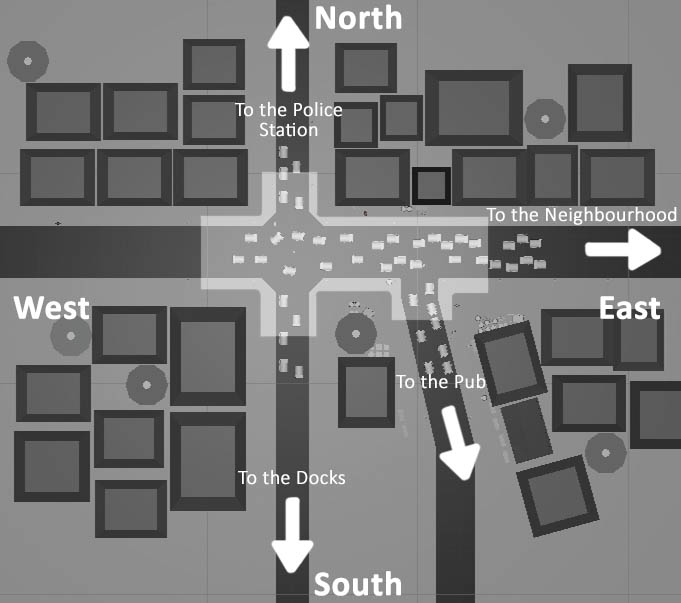 North
To the Police
Station
To the Neighbourhood
West
East
To the Pub
To the Docks
South